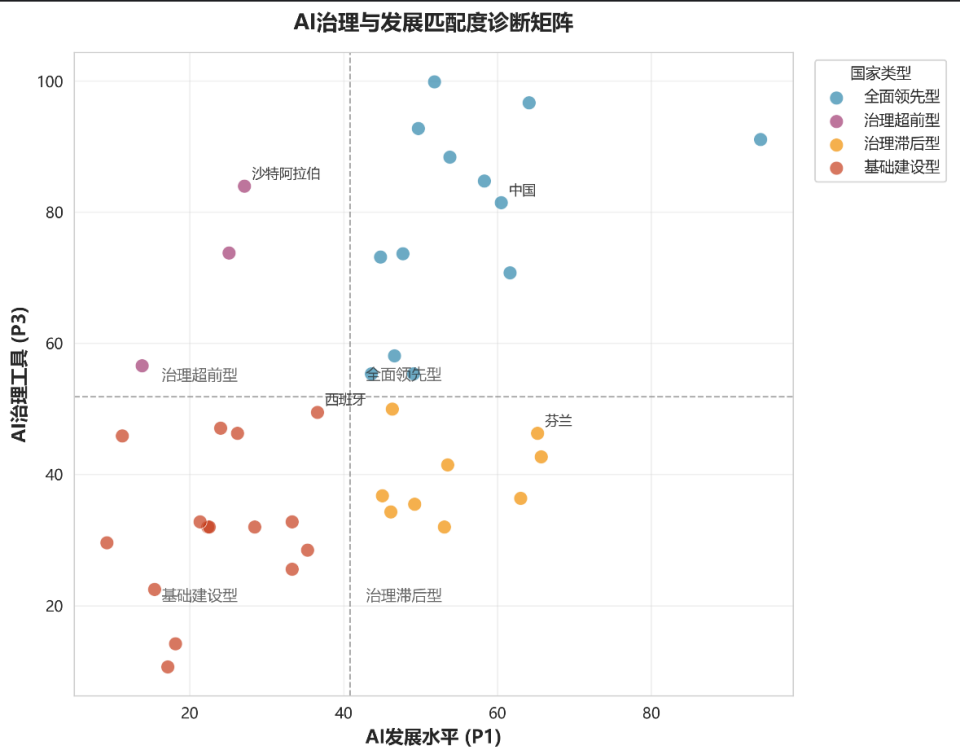 AI治理与发展匹配度诊断矩阵
国家类型
全面领先型
治理超前型
治理滞后型
基础建设型
AI治理工具 (P3)
100
80
60
40
20
沙特阿拉伯
中国
治理超前型
全面领先型
西班牙
芬兰
基础建设型
治理滞后型
20
40
60
80
AI发展水平 (P1)